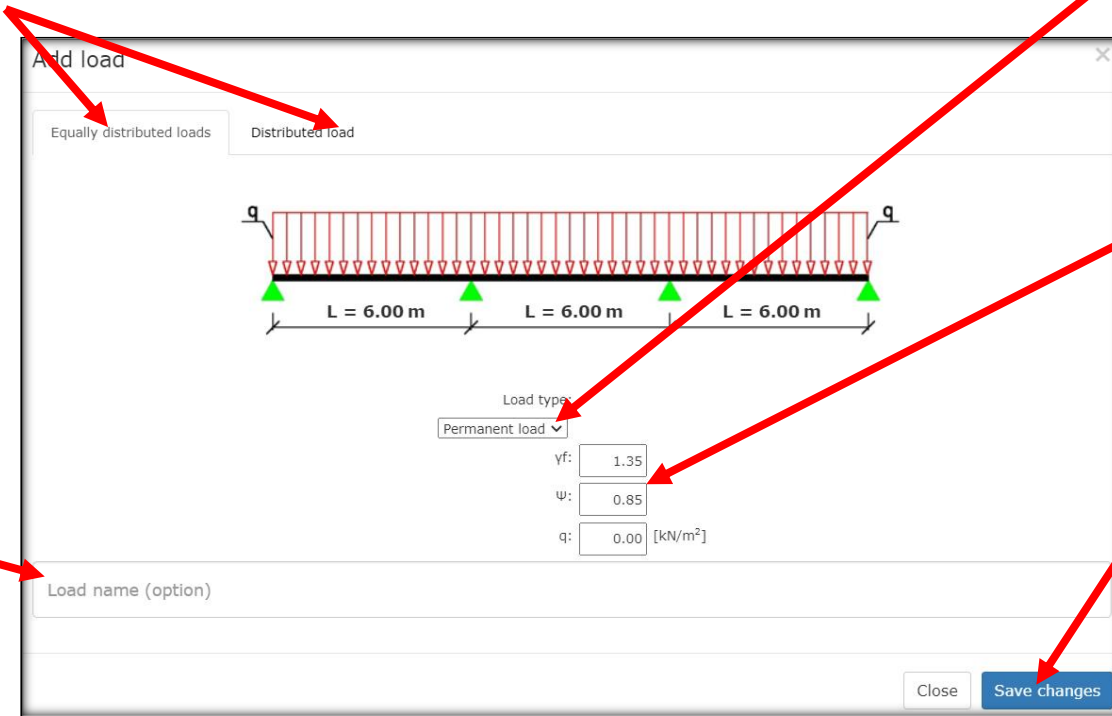 Add load
×
Equally distributed loads Distributed load
q q
L = 6.00 m L = 6.00 m L = 6.00 m
Load type:
Permanent load
γf: 1.35
Ψ: 0.85
q: 0.00 [kN/m²]
Load name (option)
Close Save changes